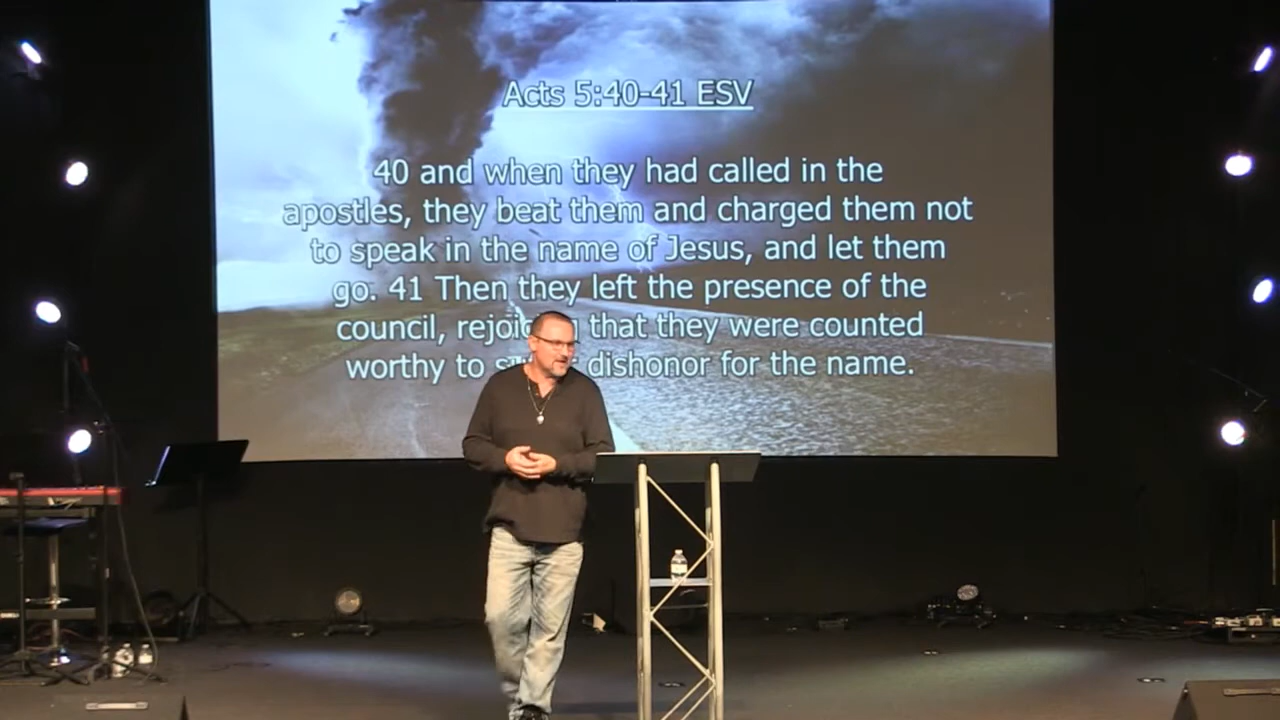 Acts 5:40-41 ESV
40 and when they had called in the
apostles, they beat them and charged them not
to speak in the name of Jesus, and let them
go. 41 Then they left the presence of the
council, that they were counted
worthy to dishonor for the name.